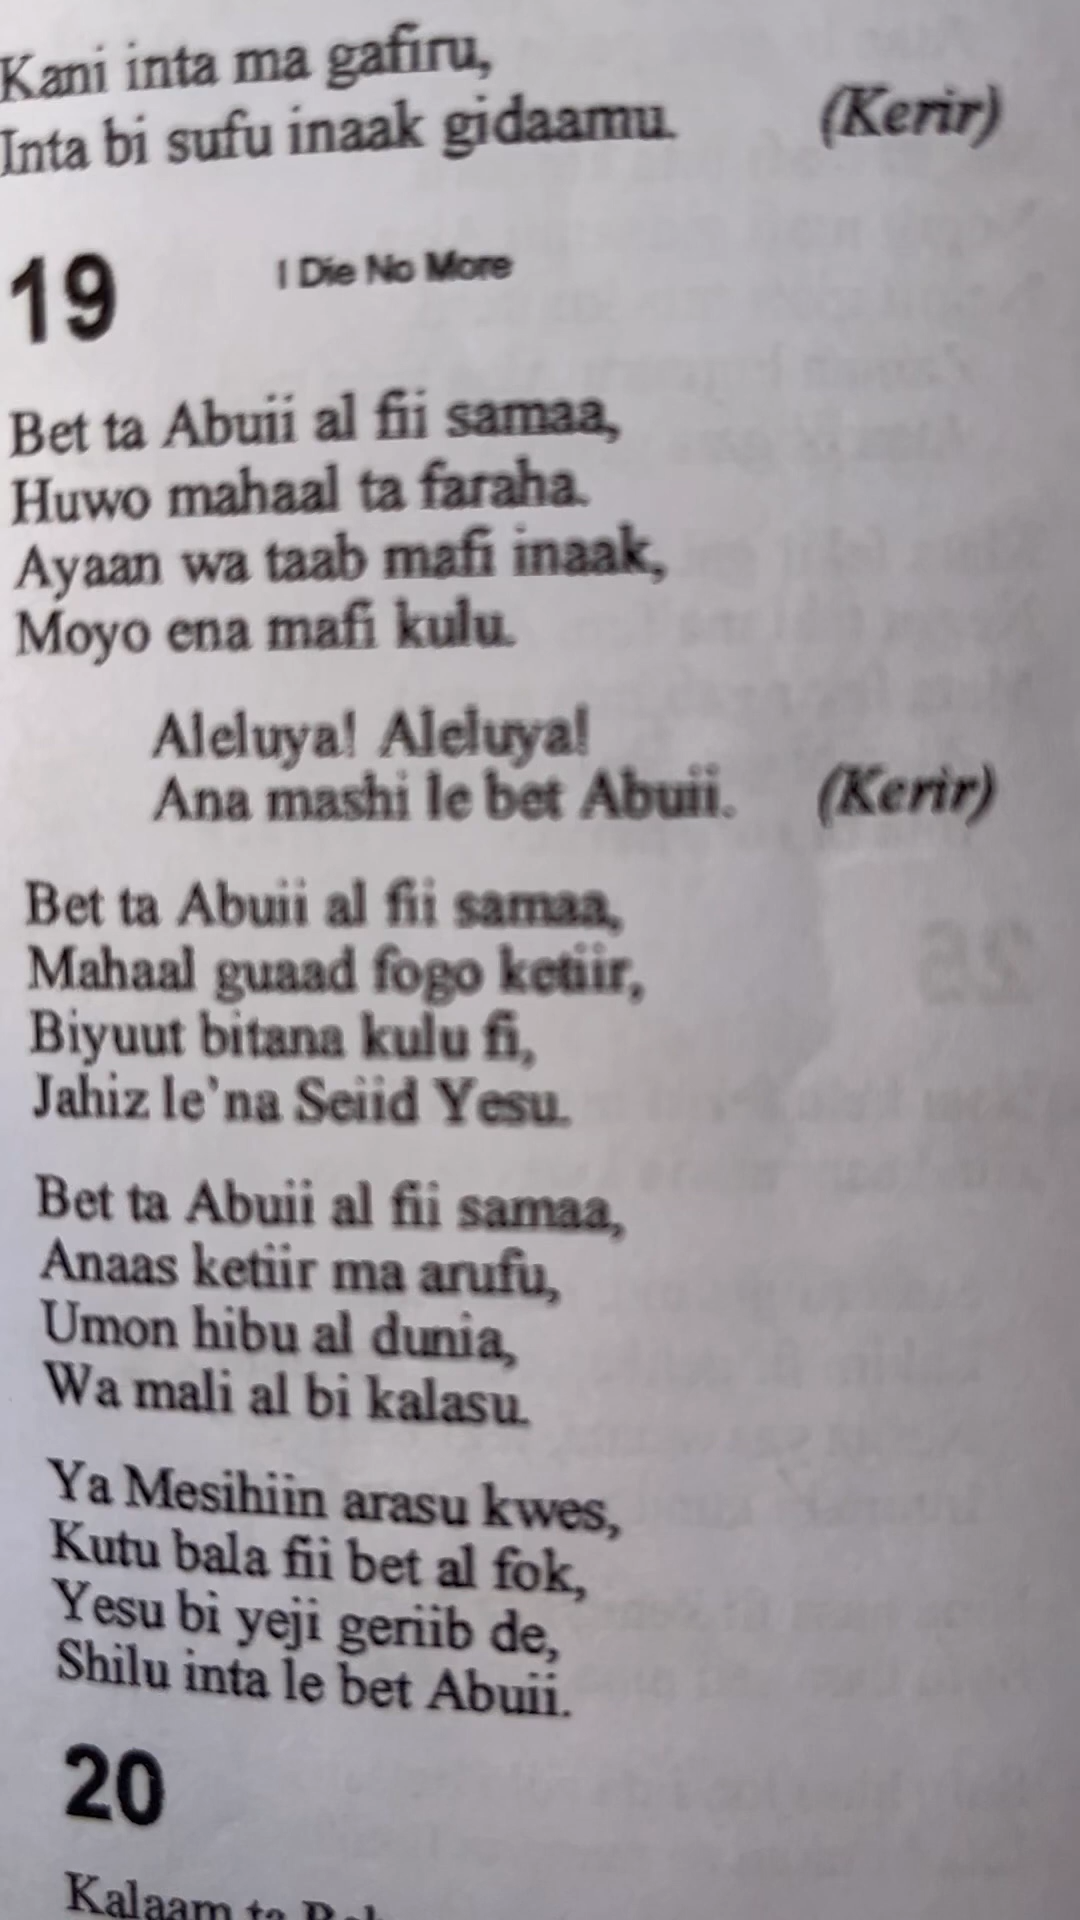 Kani inta ma gafiru,
Inta bi sufu inaak gidaamu. (Kerir)
19 I Die No More
Bet ta Abuii al fii samaa,
Huwo mahaal ta faraha.
Ayaan wa taab mafi inaak,
Moyo ena mafi kulu.
Aleluya! Aleluya!
Ana mashi le bet Abuii. (Kerir)
Bet ta Abuii al fii samaa,
Mahaal guaad fogo ketiir,
Biyuut bitana kulu fi,
Jahiz le'na Seiid Yesu.
Bet ta Abuii al fii samaa,
Anaas ketiir ma arufu,
Umon hibu al dunia,
Wa mali al bi kalasu.
Ya Mesihiin arasu kwes,
Kutu bala fii bet al fok,
Yesu bi yeji geriib de,
Shilu inta le bet Abuii.
20
Kalaam ta